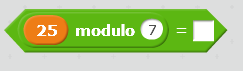 25 modulo 7 =